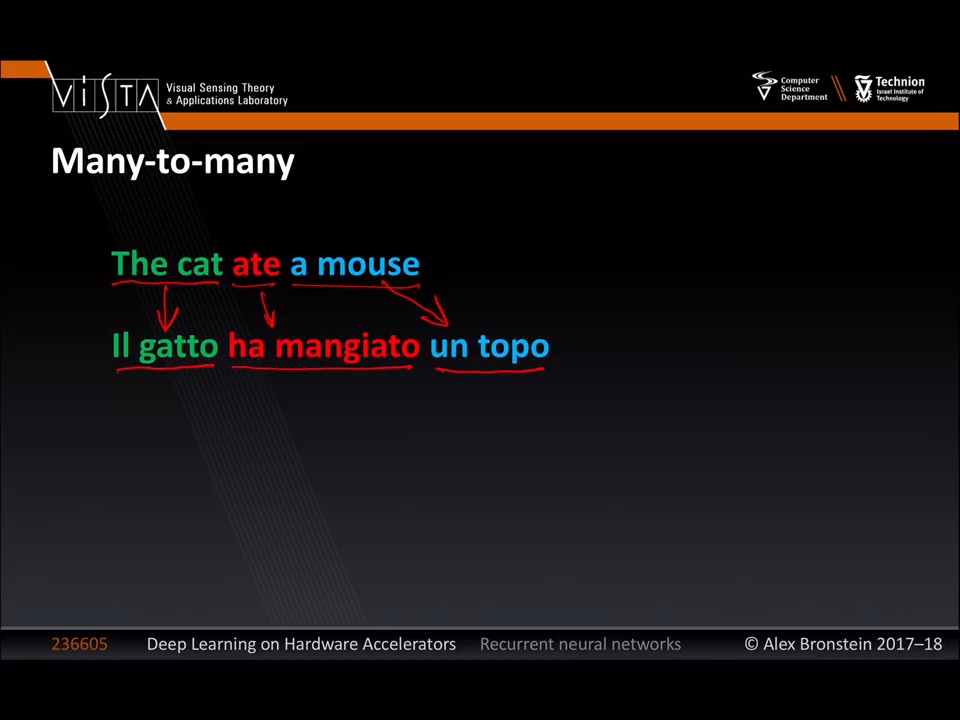 VISTA
Visual Sensing Theory
& Applications Laboratory
Computer
Science
Department
Technion
Israel Institute of
Technology
Many-to-many
The cat ate a mouse
Il gatto ha mangiato un topo
236605 Deep Learning on Hardware Accelerators Recurrent neural networks © Alex Bronstein 2017–18